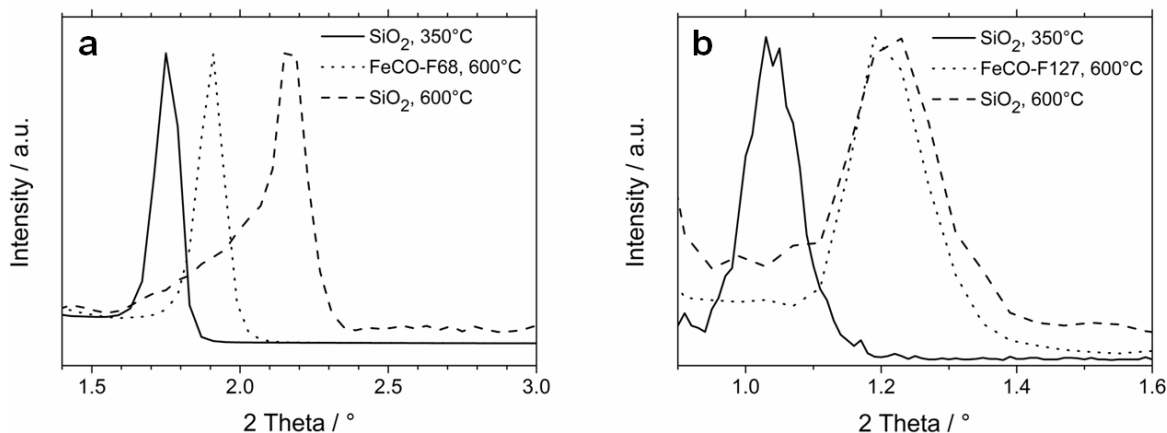 a
SiO₂, 350°C
FeCO-F68, 600°C
SiO₂, 600°C
Intensity / a.u.
1.5 2.0 2.5 3.0
2 Theta / °
b
SiO₂, 350°C
FeCO-F127, 600°C
SiO₂, 600°C
Intensity / a.u.
1.0 1.2 1.4 1.6
2 Theta / °